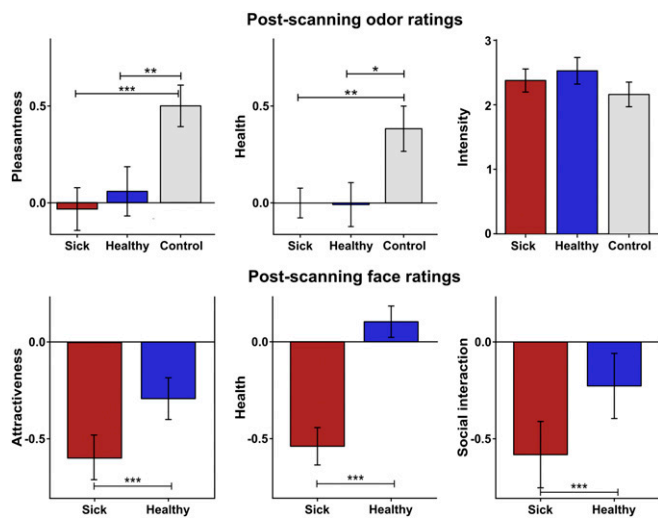 Post-scanning odor ratings
Pleasantness
0.5
0.0
**
***
Sick Healthy Control
Health
0.5
0.0
*
**
Sick Healthy Control
Intensity
3
2
1
0
Sick Healthy Control
Post-scanning face ratings
Attractiveness
0.0
-0.5
***
Sick Healthy
Health
0.0
-0.5
***
Sick Healthy
Social interaction
0.0
-0.5
***
Sick Healthy